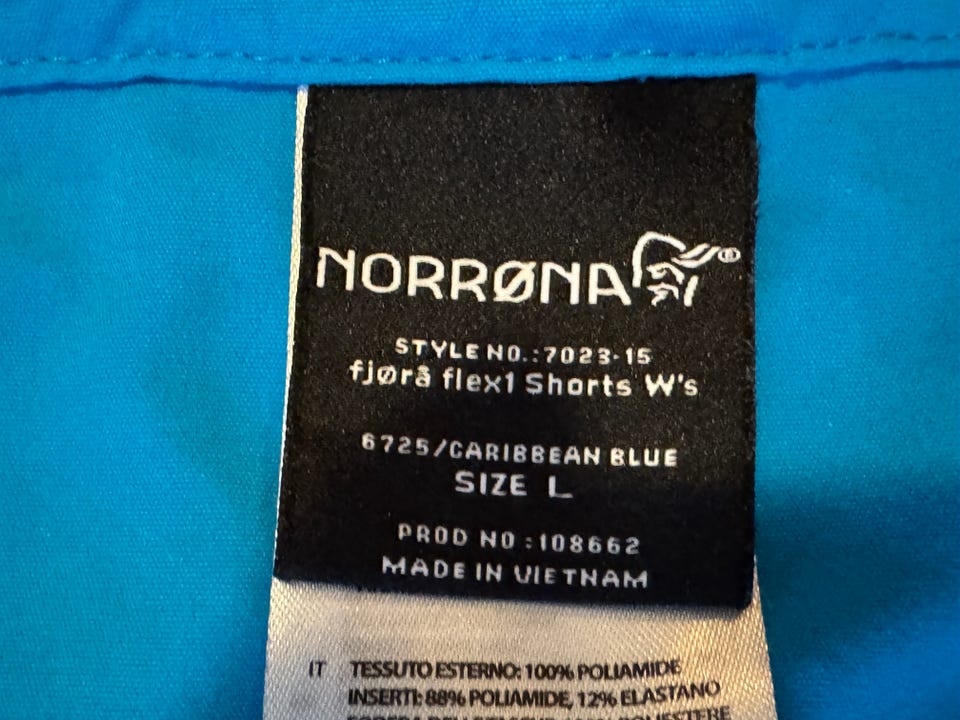 NORRØNA®
STYLE NO.:7023-15
fjørå flex1 Shorts W's
6725/CARIBBEAN BLUE
SIZE L
PROD NO :108662
MADE IN VIETNAM
IT TESSUTO ESTERNO: 100% POLIAMIDE
INSERTI: 88% POLIAMIDE, 12% ELASTANO